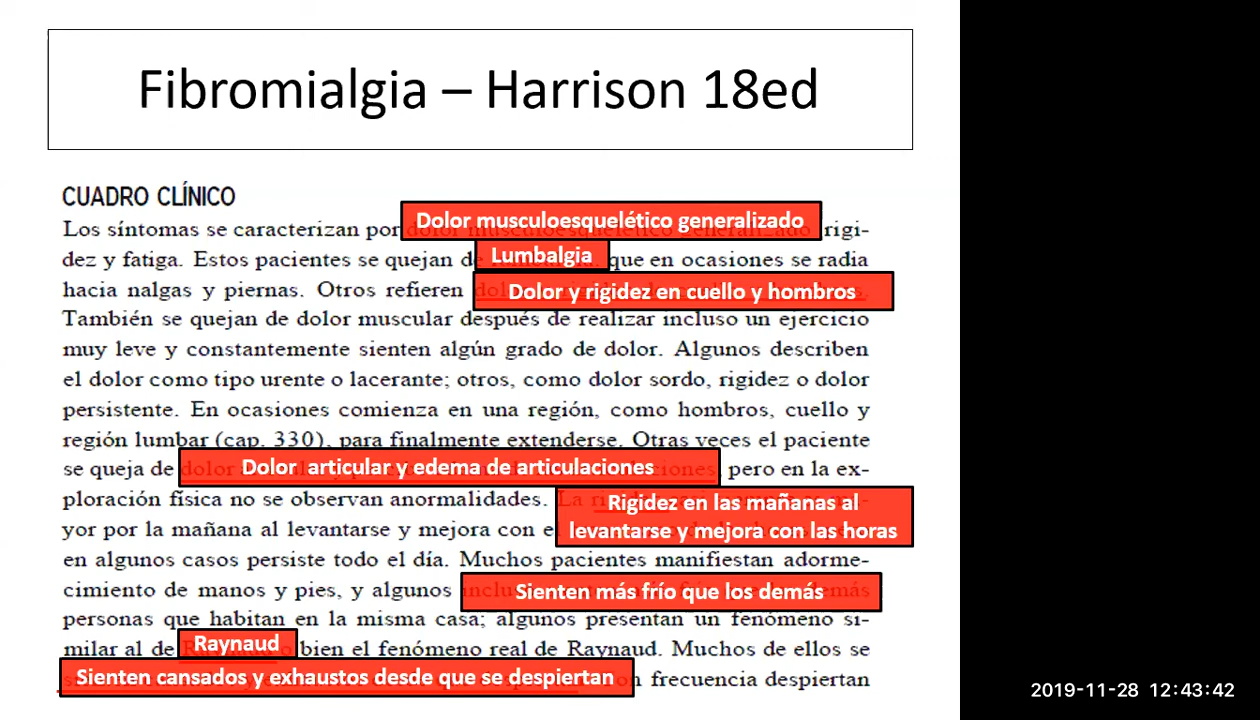 Fibromialgia – Harrison 18ed
CUADRO CLÍNICO
Los síntomas se caracterizan por Dolor musculoesquelético generalizado rigi-
dez y fatiga. Estos pacientes se quejan de Lumbalgia que en ocasiones se radia
hacia nalgas y piernas. Otros refieren Dolor y rigidez en cuello y hombros
También se quejan de dolor muscular después de realizar incluso un ejercicio
muy leve y constantemente sienten algún grado de dolor. Algunos describen
el dolor como tipo urente o lacerante; otros, como dolor sordo, rigidez o dolor
persistente. En ocasiones comienza en una región, como hombros, cuello y
región lumbar (cap. 330), para finalmente extenderse. Otras veces el paciente
se queja de Dolor articular y edema de articulaciones, pero en la ex-
ploración física no se observan anormalidades. La
Rigidez en las mañanas al
levantarse y mejora con las horas
yor por la mañana al levantarse y mejora con el
en algunos casos persiste todo el día. Muchos pacientes manifiestan adorme-
cimiento de manos y pies, y algunos Sienten más frío que los demás
personas que habitan en la misma casa; algunos presentan un fenómeno si-
milar al de Raynaud o bien el fenómeno real de Raynaud. Muchos de ellos se
Sienten cansados y exhaustos desde que se despiertan frecuencia despiertan
2019-11-28 12:43:42